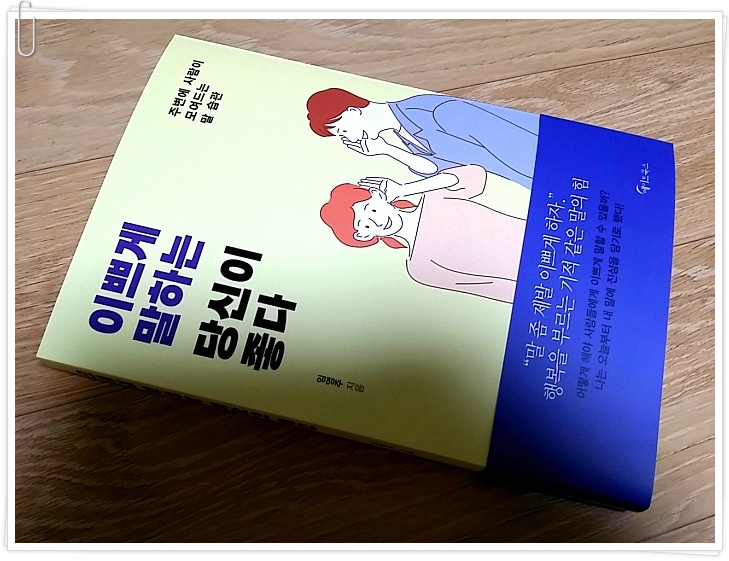 주변에 사람이
모여드는
말 습관
이쁘게
말하는
당신이
좋다
임영주 지음
“말 좀 제발 이쁘게 하자.”
행복을 부르는 기적 같은 말의 힘
어떻게 해야 사람들에게 이쁘게 말할 수 있을까?
나는 오늘부터 내 말에 진심을 담기로 했다!